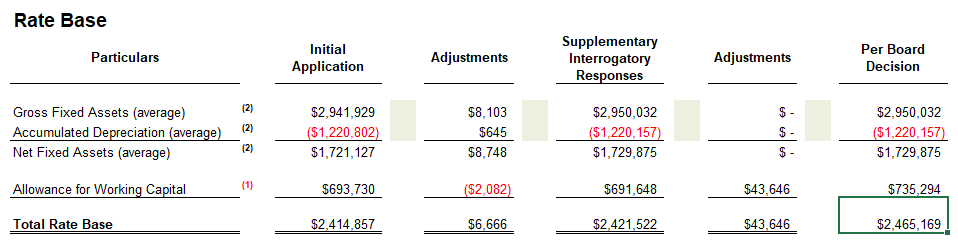 Rate Base
Particulars Initial Application Adjustments Supplementary Interrogatory Responses Adjustments Per Board Decision
Gross Fixed Assets (average) (2) $2,941,929 $8,103 $2,950,032 $ - $2,950,032
Accumulated Depreciation (average) (2) ($1,220,802) $645 ($1,220,157) $ - ($1,220,157)
Net Fixed Assets (average) (2) $1,721,127 $8,748 $1,729,875 $ - $1,729,875
Allowance for Working Capital (1) $693,730 ($2,082) $691,648 $43,646 $735,294
Total Rate Base $2,414,857 $6,666 $2,421,522 $43,646 $2,465,169